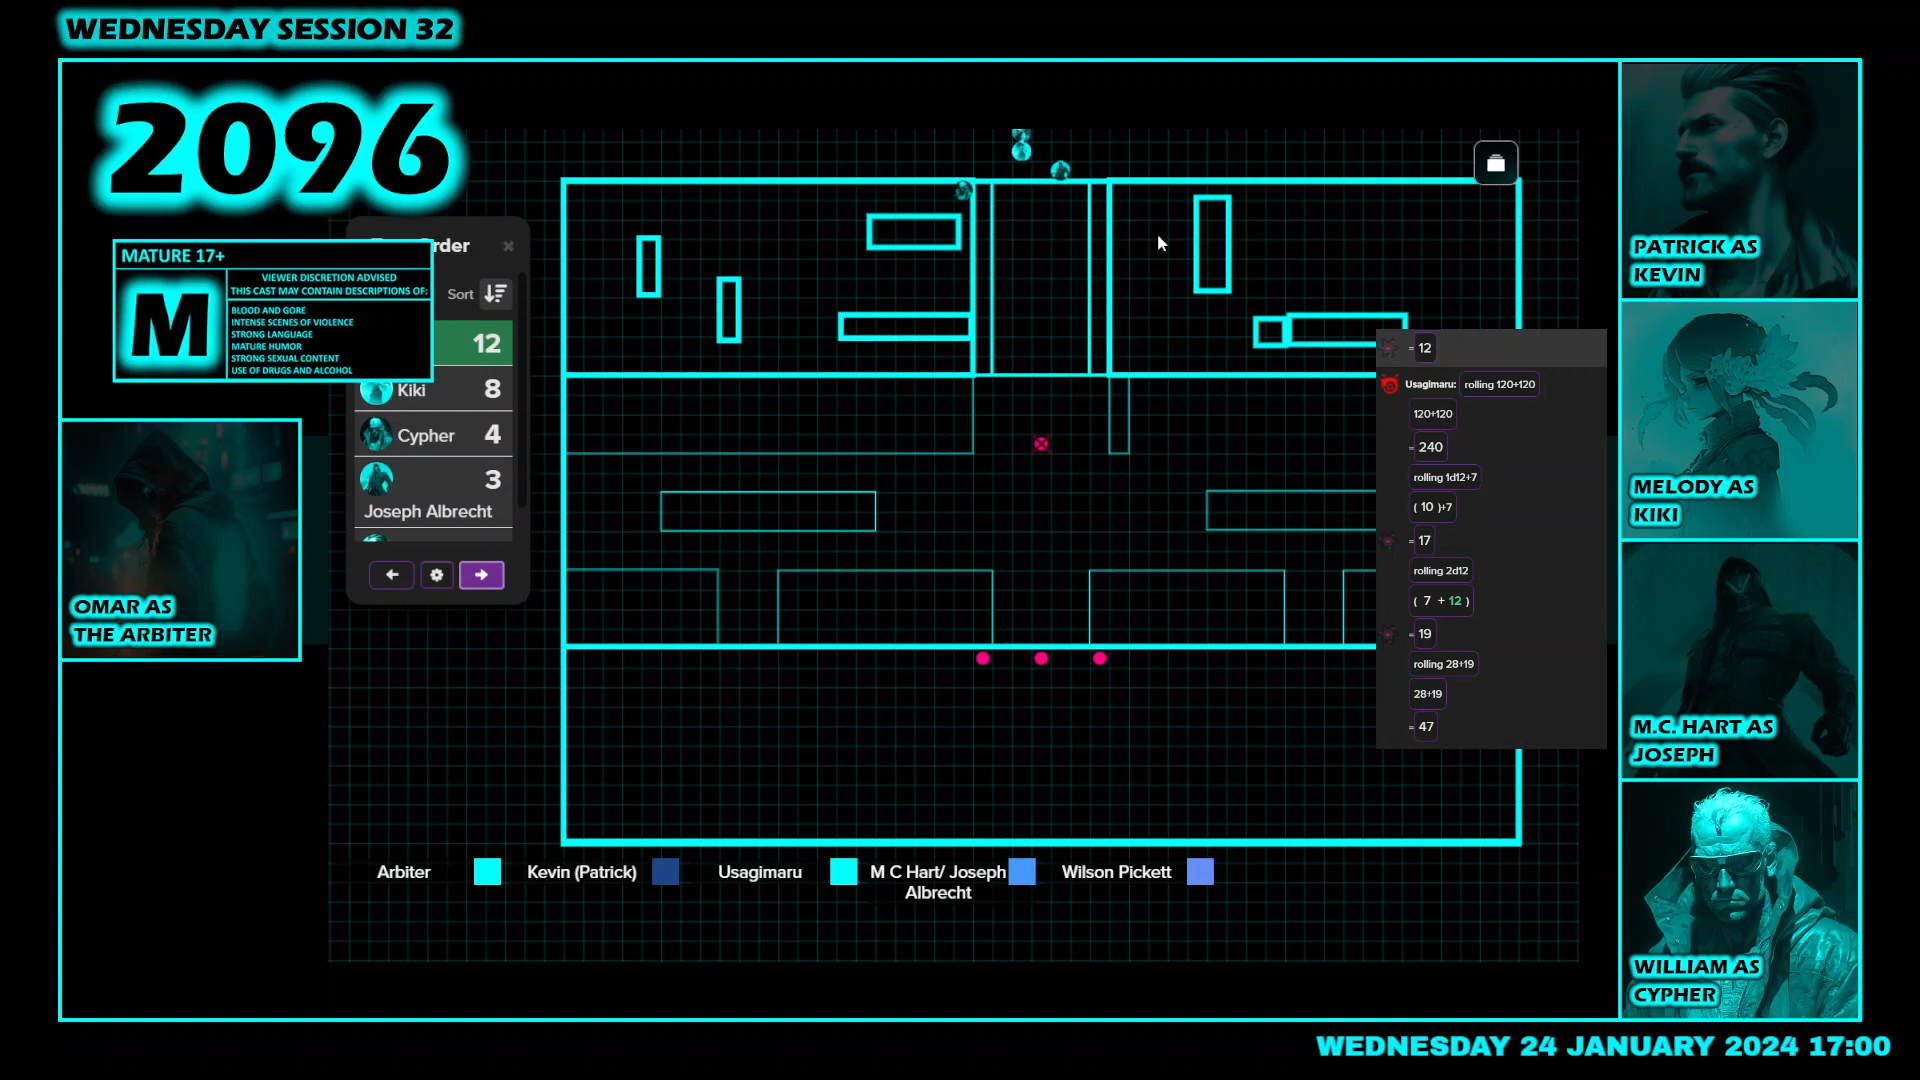 WEDNESDAY SESSION 32
2096
MATURE 17+
VIEWER DISCRETION ADVISED
THIS CAST MAY CONTAIN DESCRIPTIONS OF:
M
BLOOD AND GORE
INTENSE SCENES OF VIOLENCE
STRONG LANGUAGE
MATURE HUMOR
STRONG SEXUAL CONTENT
USE OF DRUGS AND ALCOHOL
Sort
12
Kiki 8
Cypher 4
3
Joseph Albrecht
OMAR AS
THE ARBITER
= 12
Usagimaru: rolling 120+120
120+120
= 240
rolling 1d12+7
( 10 )+7
= 17
rolling 2d12
( 7 + 12 )
= 19
rolling 28+19
28+19
= 47
PATRICK AS
KEVIN
MELODY AS
KIKI
M.C. HART AS
JOSEPH
WILLIAM AS
CYPHER
Arbiter
Kevin (Patrick)
Usagimaru
M C Hart/ Joseph
Albrecht
Wilson Pickett
WEDNESDAY 24 JANUARY 2024 17:00